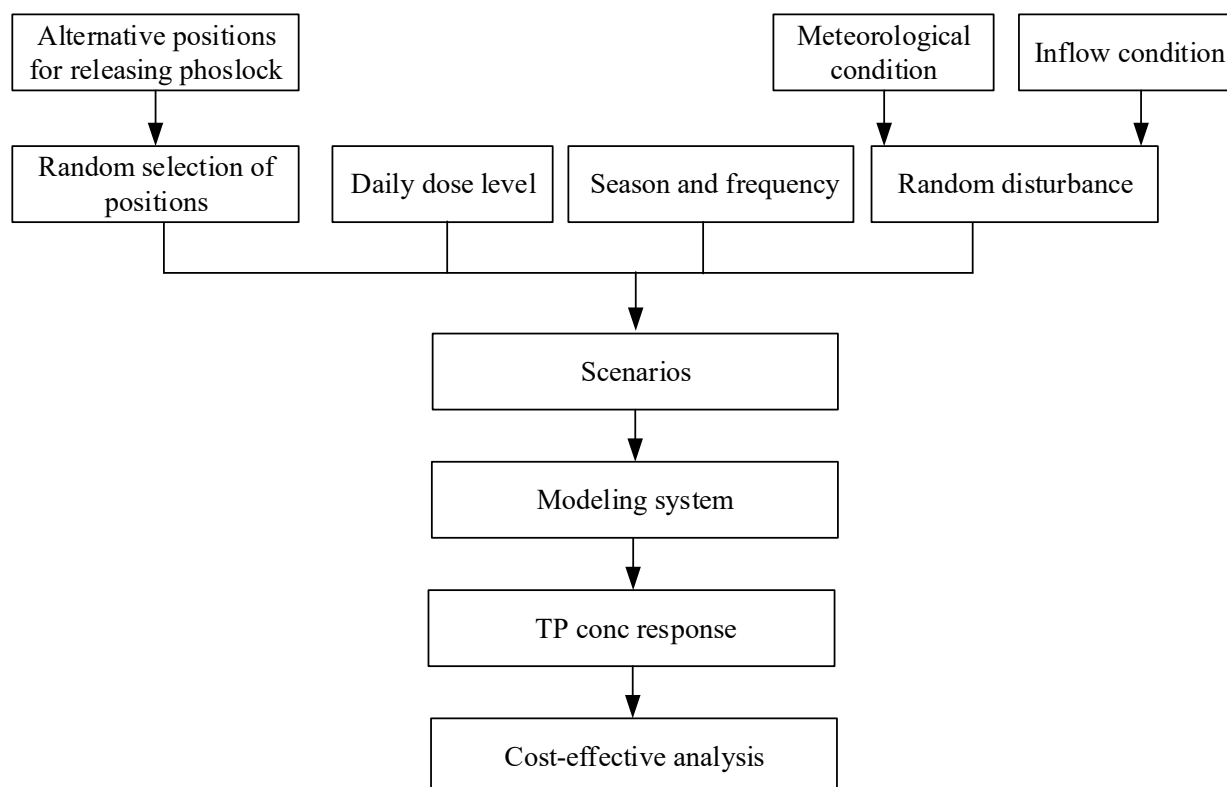 Alternative positions
for releasing phoslock
Meteorological
condition
Inflow condition
Random selection of
positions
Daily dose level
Season and frequency
Random disturbance
Scenarios
Modeling system
TP conc response
Cost-effective analysis